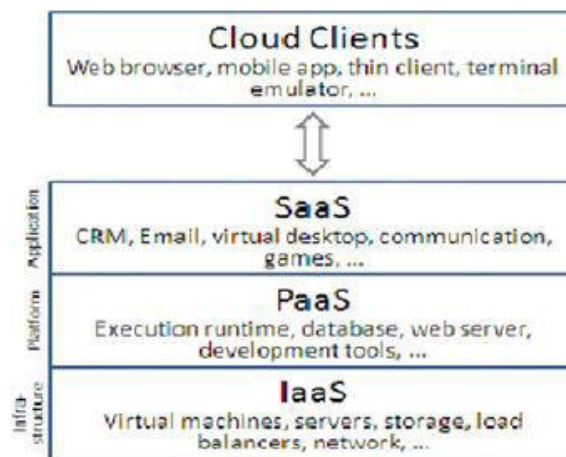 Cloud Clients
Web browser, mobile app, thin client, terminal
emulator, ...
Application
SaaS
CRM, Email, virtual desktop, communication,
games, ...
Platform
PaaS
Execution runtime, database, web server,
development tools, ...
Infra-
structure
IaaS
Virtual machines, servers, storage, load
balancers, network, ...